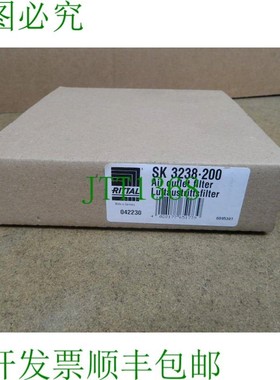 图必究
RITTAL
SK 3238·200
Air outlet filter
Luftaustrittsfilter
042230
JTT1868
开发票顺丰包邮